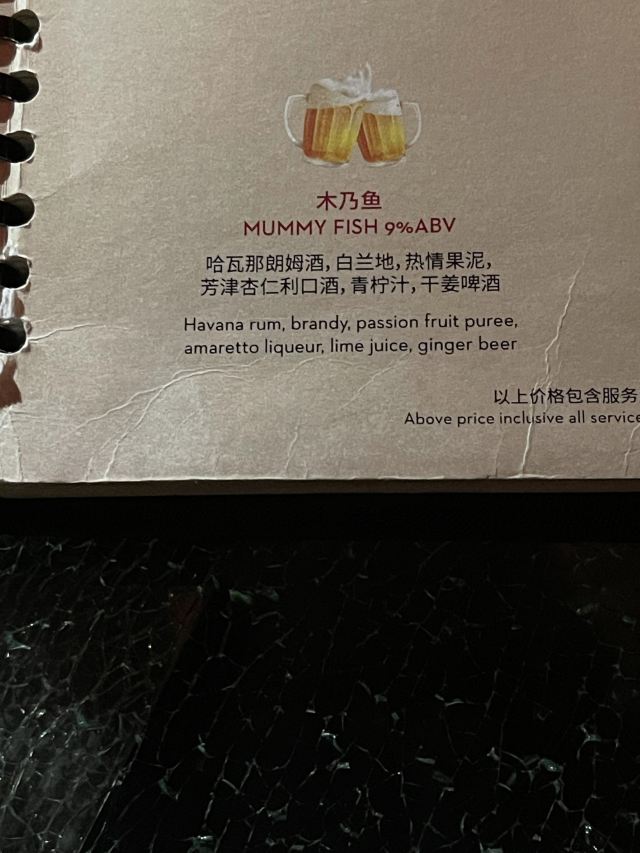 木乃鱼
MUMMY FISH 9%ABV
哈瓦那朗姆酒, 白兰地, 热情果泥,
芳津杏仁利口酒, 青柠汁, 干姜啤酒
Havana rum, brandy, passion fruit puree,
amaretto liqueur, lime juice, ginger beer
以上价格包含服务
Above price inclusive all service